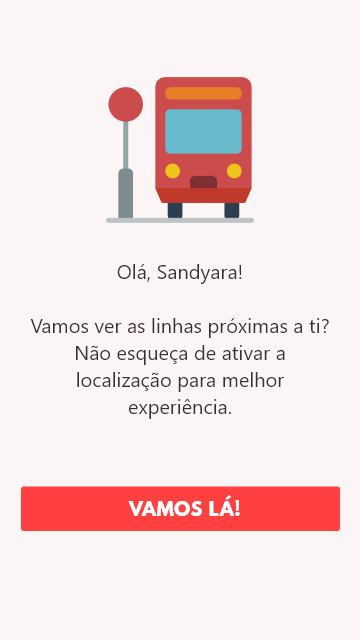 Olá, Sandyara!
Vamos ver as linhas próximas a ti?
Não esqueça de ativar a
localização para melhor
experiência.
VAMOS LÁ!